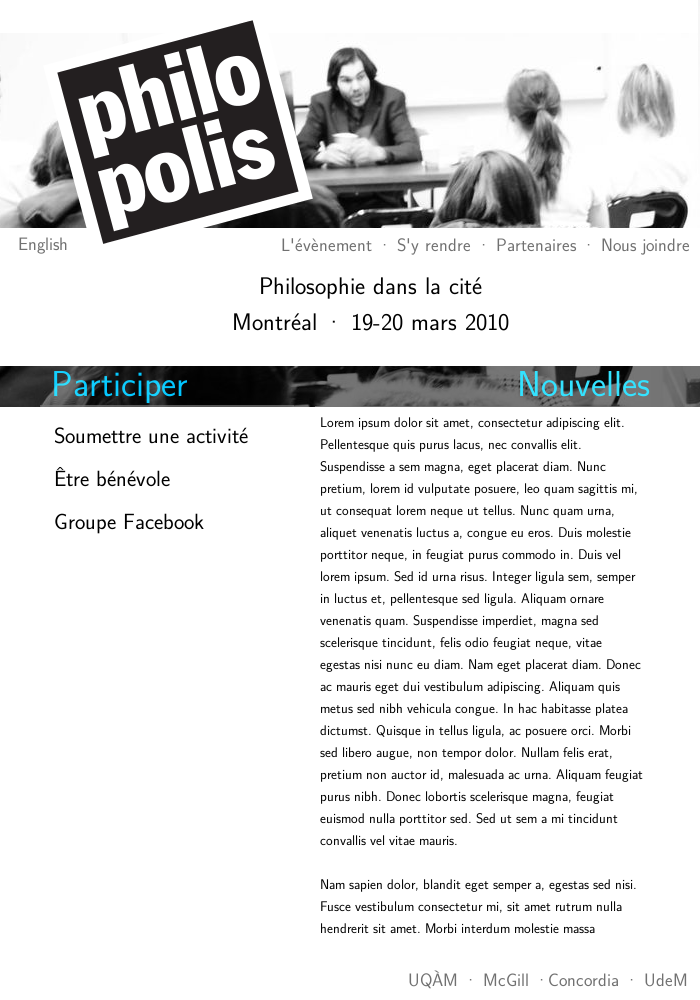 philo
polis
English
L'évènement · S'y rendre · Partenaires · Nous joindre
Philosophie dans la cité
Montréal · 19-20 mars 2010
Participer
Nouvelles
Soumettre une activité
Être bénévole
Groupe Facebook
Lorem ipsum dolor sit amet, consectetur adipiscing elit.
Pellentesque quis purus lacus, nec convallis elit.
Suspendisse a sem magna, eget placerat diam. Nunc
pretium, lorem id vulputate posuere, leo quam sagittis mi,
ut consequat lorem neque ut tellus. Nunc quam urna,
aliquet venenatis luctus a, congue eu eros. Duis molestie
porttitor neque, in feugiat purus commodo in. Duis vel
lorem ipsum. Sed id urna risus. Integer ligula sem, semper
in luctus et, pellentesque sed ligula. Aliquam ornare
venenatis quam. Suspendisse imperdiet, magna sed
scelerisque tincidunt, felis odio feugiat neque, vitae
egestas nisi nunc eu diam. Nam eget placerat diam. Donec
ac mauris eget dui vestibulum adipiscing. Aliquam quis
metus sed nibh vehicula congue. In hac habitasse platea
dictumst. Quisque in tellus ligula, ac posuere orci. Morbi
sed libero augue, non tempor dolor. Nullam felis erat,
pretium non auctor id, malesuada ac urna. Aliquam feugiat
purus nibh. Donec lobortis scelerisque magna, feugiat
euismod nulla porttitor sed. Sed ut sem a mi tincidunt
convallis vel vitae mauris.
Nam sapien dolor, blandit eget semper a, egestas sed nisi.
Fusce vestibulum consectetur mi, sit amet rutrum nulla
hendrerit sit amet. Morbi interdum molestie massa
UQÀM · McGill · Concordia · UdeM